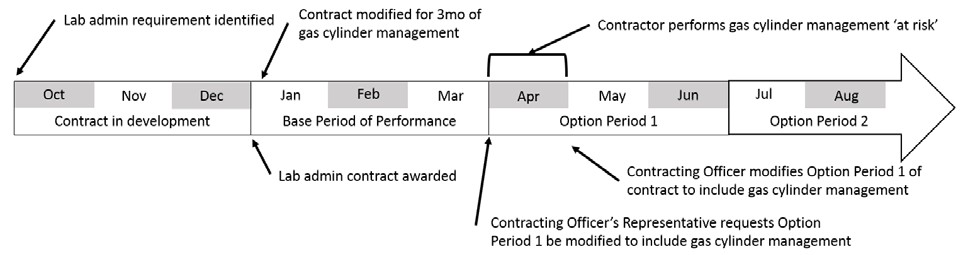 Lab admin requirement identified
Contract modified for 3mo of
gas cylinder management
Contractor performs gas cylinder management ‘at risk’
Oct Nov Dec Jan Feb Mar Apr May Jun Jul Aug
Contract in development Base Period of Performance Option Period 1 Option Period 2
Lab admin contract awarded
Contracting Officer modifies Option Period 1 of
contract to include gas cylinder management
Contracting Officer’s Representative requests Option
Period 1 be modified to include gas cylinder management